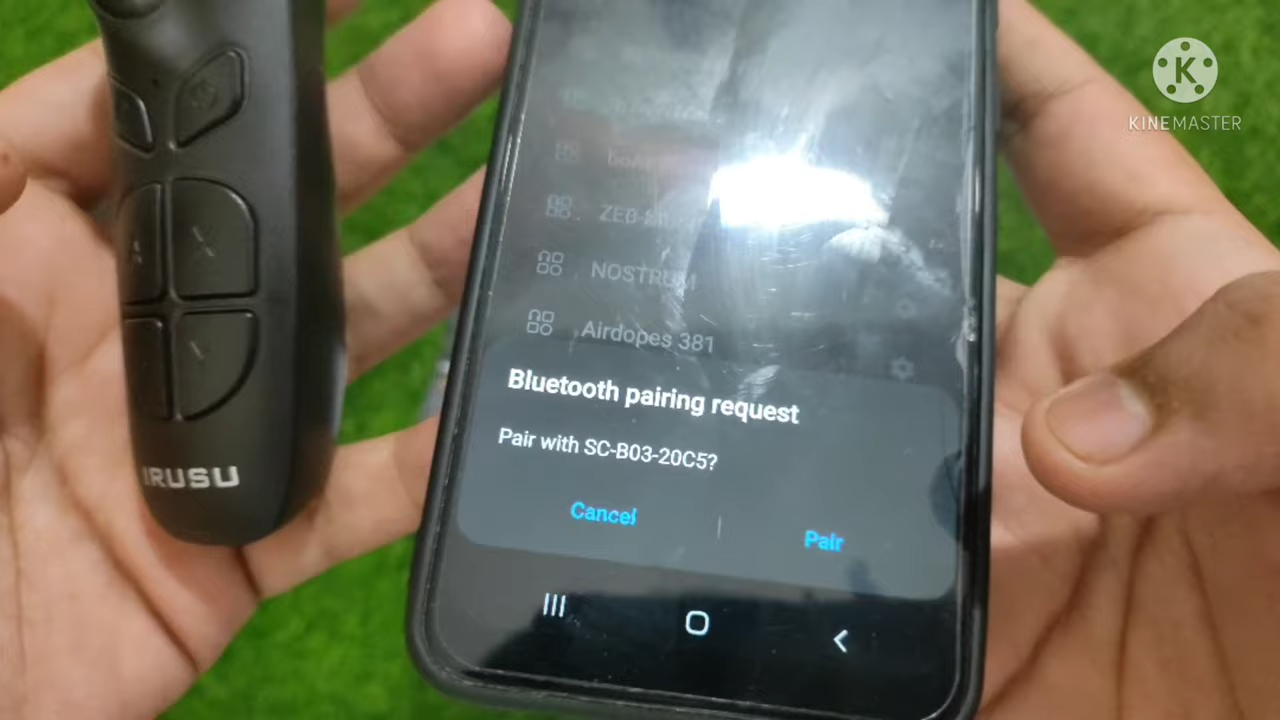 KINEMASTER
NOSTRUM
Airdopes 381
Bluetooth pairing request
Pair with SC-B03-20C5?
Cancel
Pair
IRUSU